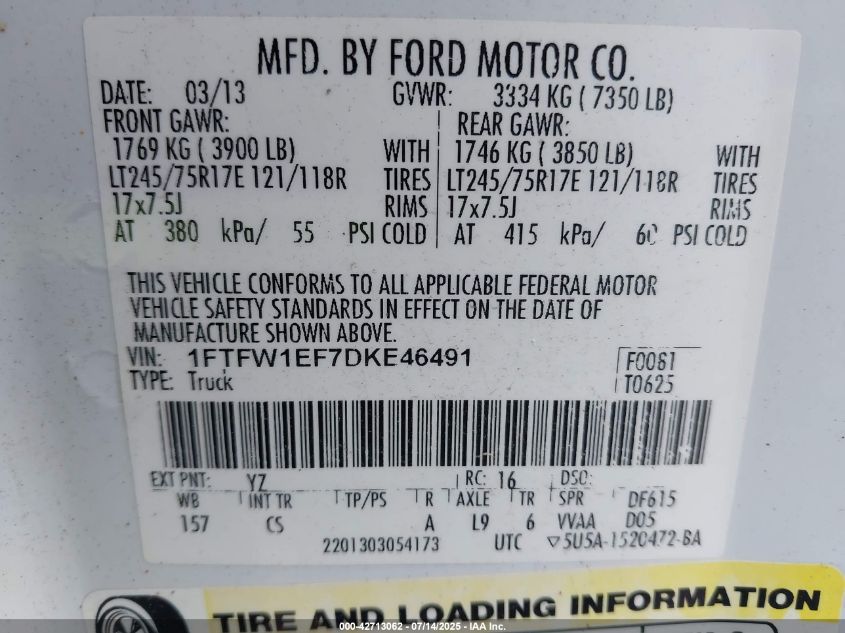 MFD. BY FORD MOTOR CO.
DATE: 03/13 GVWR: 3334 KG ( 7350 LB)
FRONT GAWR: REAR GAWR:
1769 KG ( 3900 LB) WITH 1746 KG ( 3850 LB) WITH
LT245/75R17E 121/118R TIRES LT245/75R17E 121/118R TIRES
17x7.5J RIMS 17x7.5J RIMS
AT 380 kPa/ 55 PSI COLD AT 415 kPa/ 60 PSI COLD
THIS VEHICLE CONFORMS TO ALL APPLICABLE FEDERAL MOTOR
VEHICLE SAFETY STANDARDS IN EFFECT ON THE DATE OF
MANUFACTURE SHOWN ABOVE.
VIN: 1FTFW1EF7DKE46491 F0081
TYPE: Truck T0625
EXT PNT: YZ RC: 16 DSO:
WB INT TR TP/PS R AXLE TR SPR DF615
157 CS A L9 6 VVAA D05
2201303054173 UTC ▽5U5A-1520472-BA
TIRE AND LOADING INFORMATION
000-42713062 - 07/14/2025 - IAA Inc.